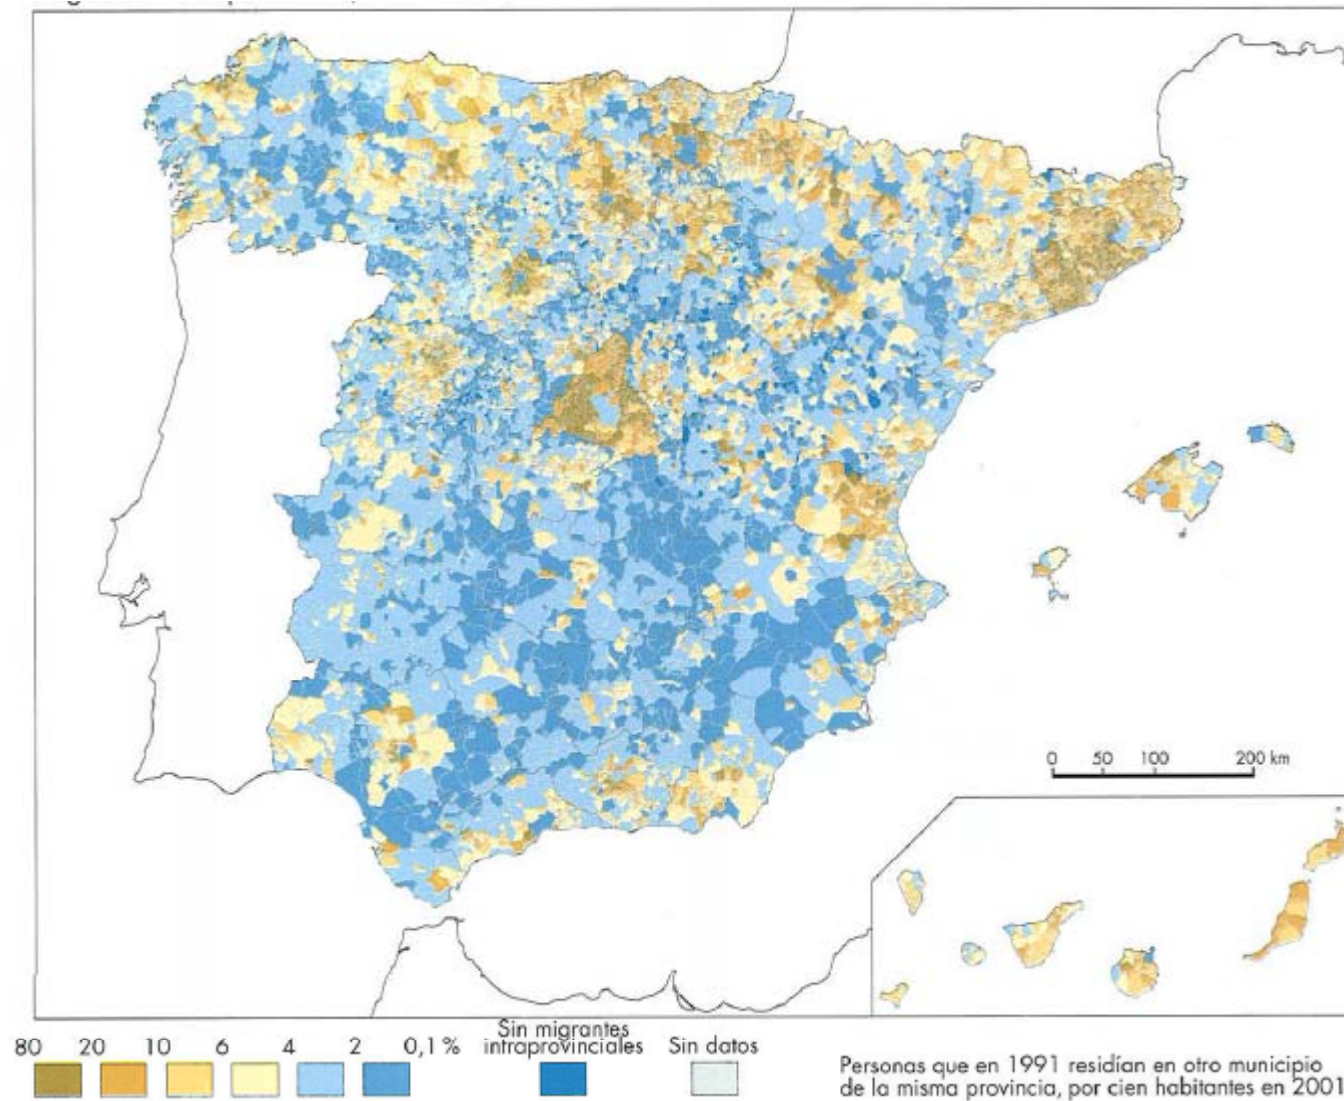 0 50 100 200 km
80 20 10 6 4 2 0,1 % Sin migrantes intraprovinciales Sin datos
Personas que en 1991 residían en otro municipio
de la misma provincia, por cien habitantes en 2001